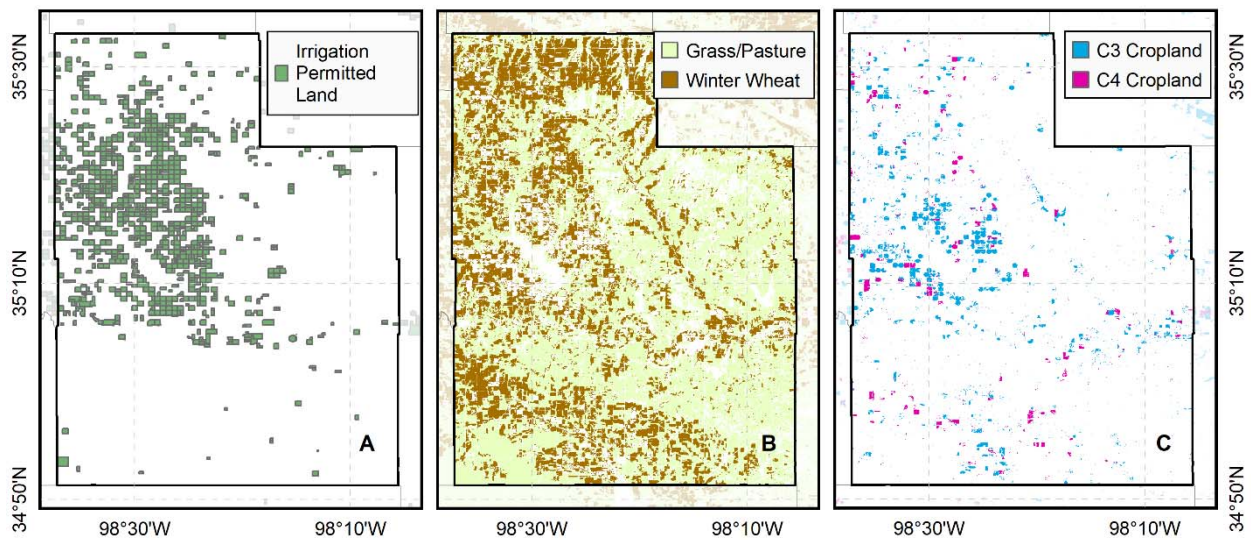 Irrigation
Permitted
Land
Grass/Pasture
Winter Wheat
C3 Cropland
C4 Cropland
35°30'N
35°30'N
35°10'N
35°10'N
A
B
C
34°50'N
34°50'N
98°30'W
98°10'W
98°30'W
98°10'W
98°30'W
98°10'W